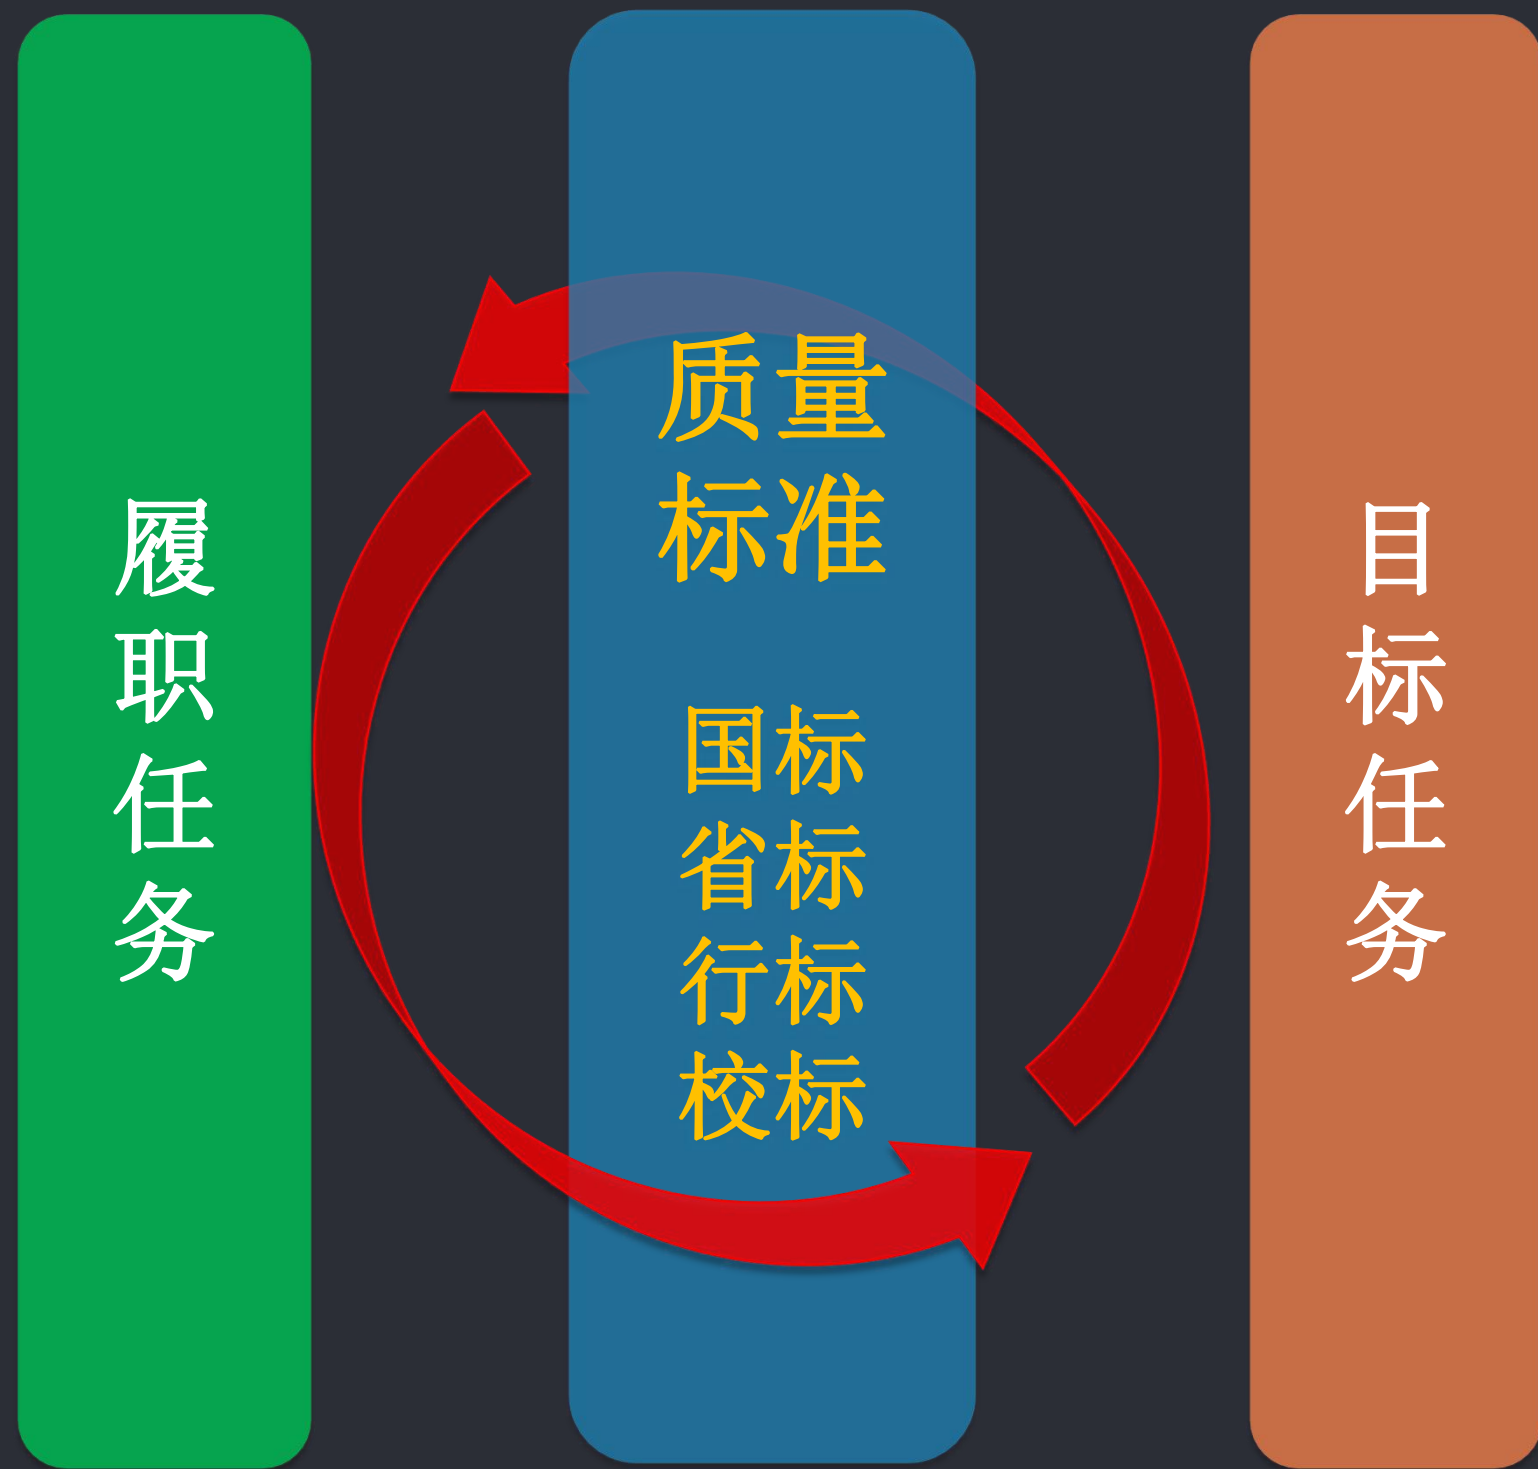 履
职
任
务
质量
标准
国标
省标
行标
校标
目
标
任
务